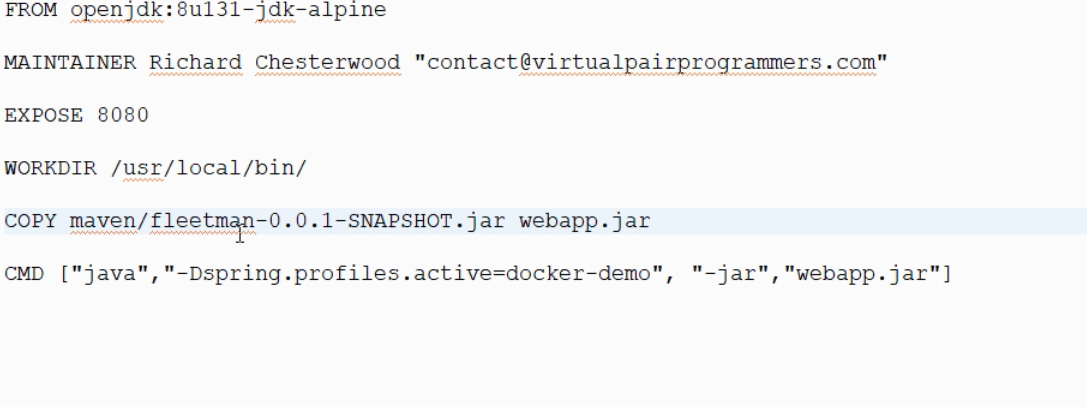 FROM openjdk:8u131-jdk-alpine
MAINTAINER Richard Chesterwood "contact@virtualpairprogrammers.com"
EXPOSE 8080
WORKDIR /usr/local/bin/
COPY maven/fleetman-0.0.1-SNAPSHOT.jar webapp.jar
CMD ["java","-Dspring.profiles.active=docker-demo", "-jar","webapp.jar"]